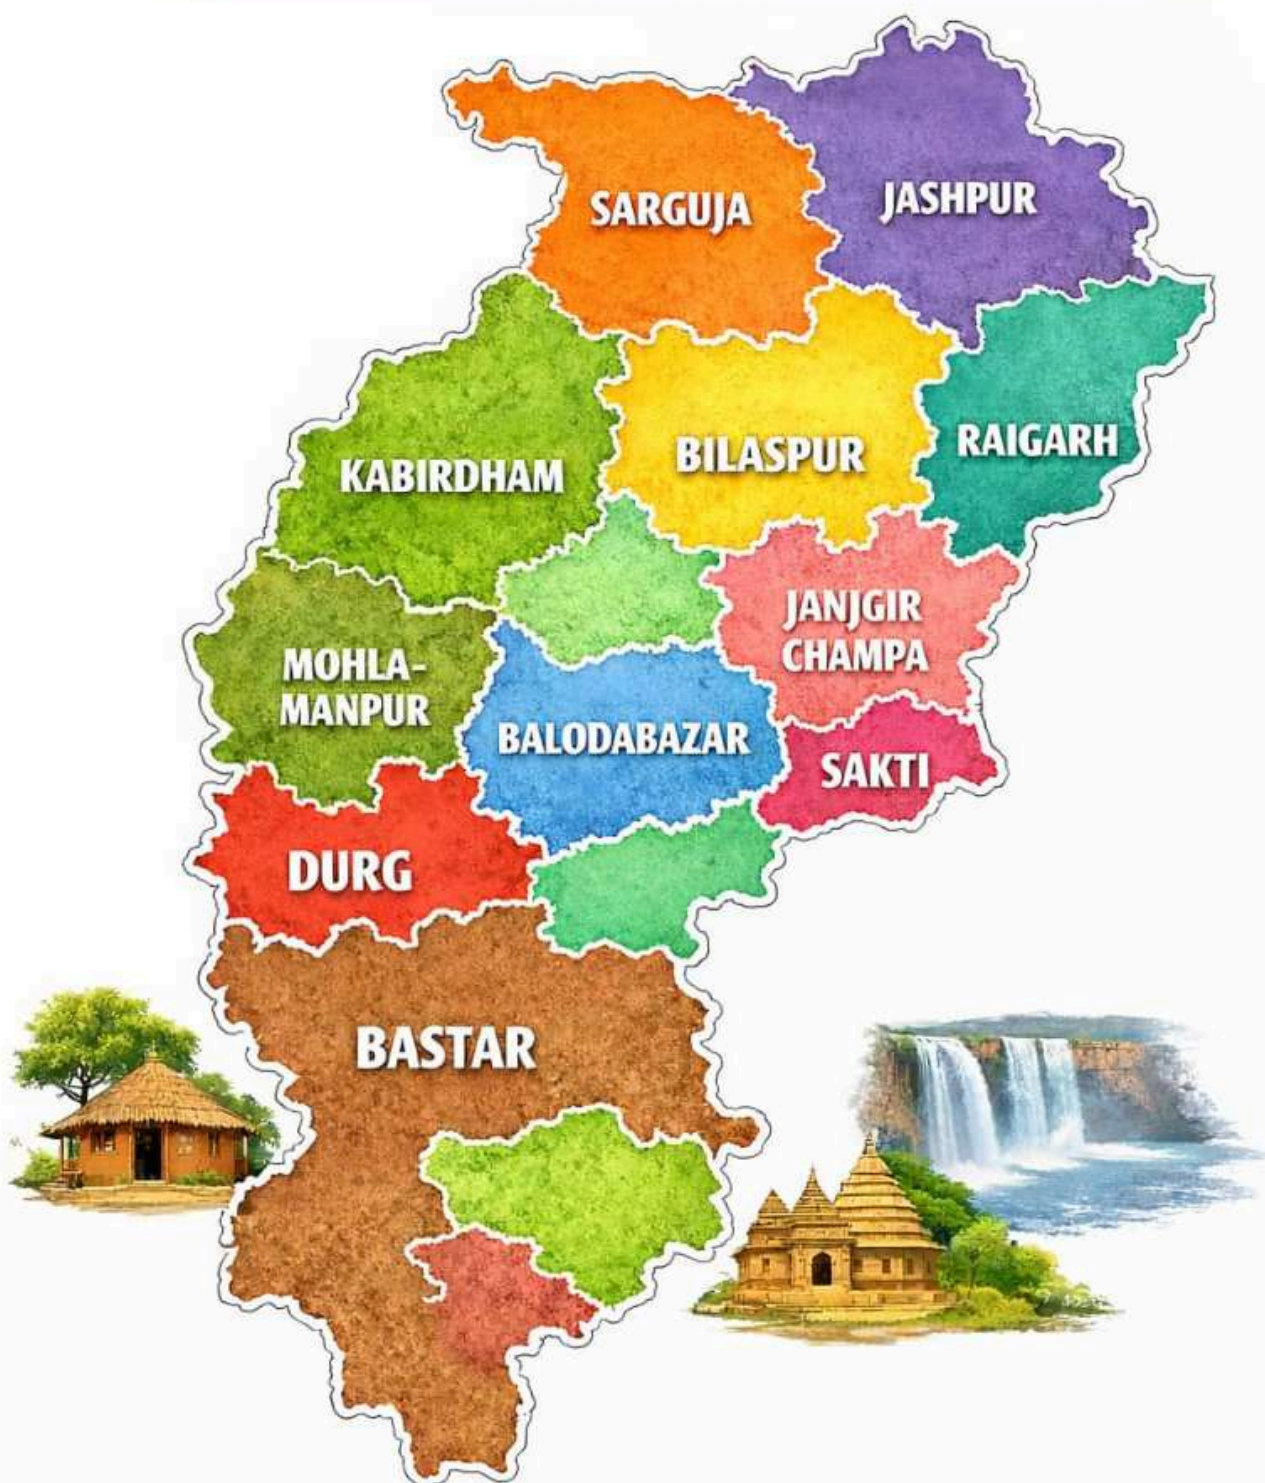 SARGUJA
JASHPUR
KABIRDHAM
BILASPUR
RAIGARH
MOHLA-
MANPUR
BALODABAZAR
JANJGIR
CHAMPA
SAKTI
DURG
BASTAR